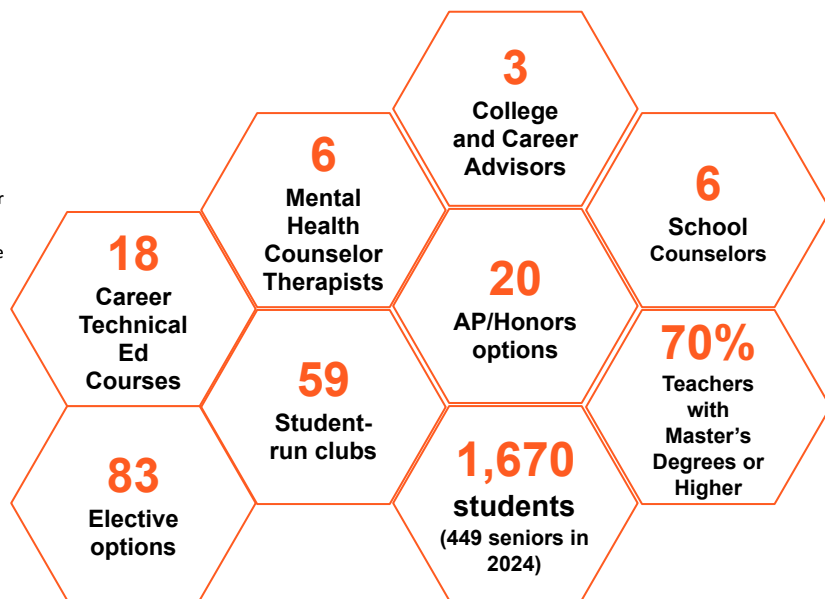 3
College
and Career
Advisors
6
Mental
Health
Counselor
Therapists
6
School
Counselors
r
e
18
Career
Technical
Ed
Courses
20
AP/Honors
options
59
Student-
run clubs
70%
Teachers
with
Master’s
Degrees or
Higher
83
Elective
options
1,670
students
(449 seniors in
2024)